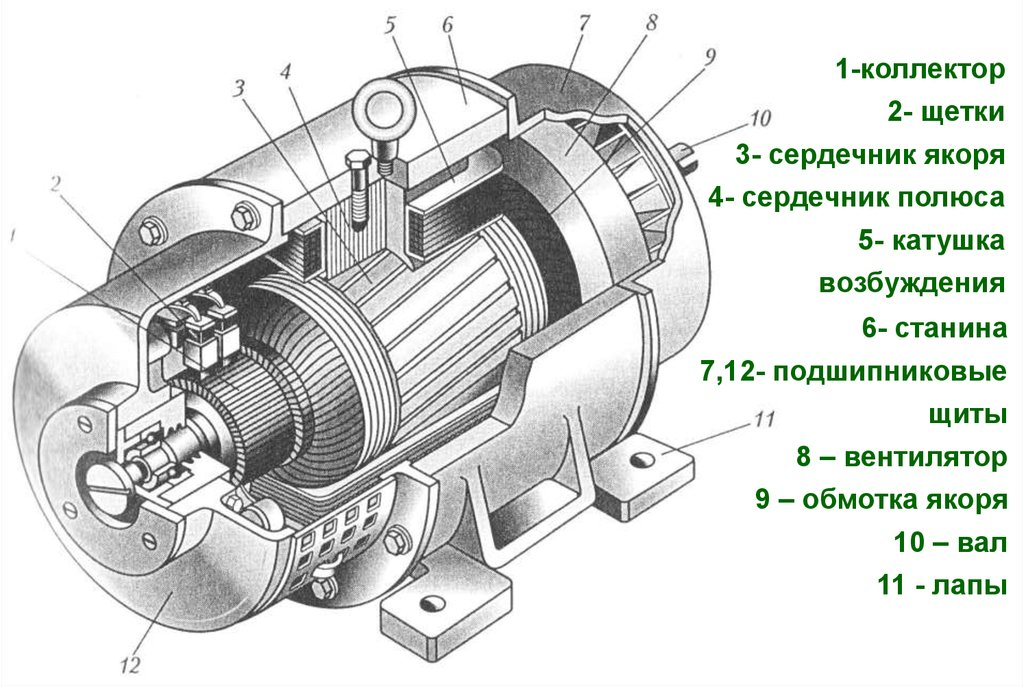 5 6 7 8
4
3
9
10
2
1
11
12
1-коллектор
2- щетки
3- сердечник якоря
4- сердечник полюса
5- катушка
возбуждения
6- станина
7,12- подшипниковые
щиты
8 – вентилятор
9 – обмотка якоря
10 – вал
11 - лапы